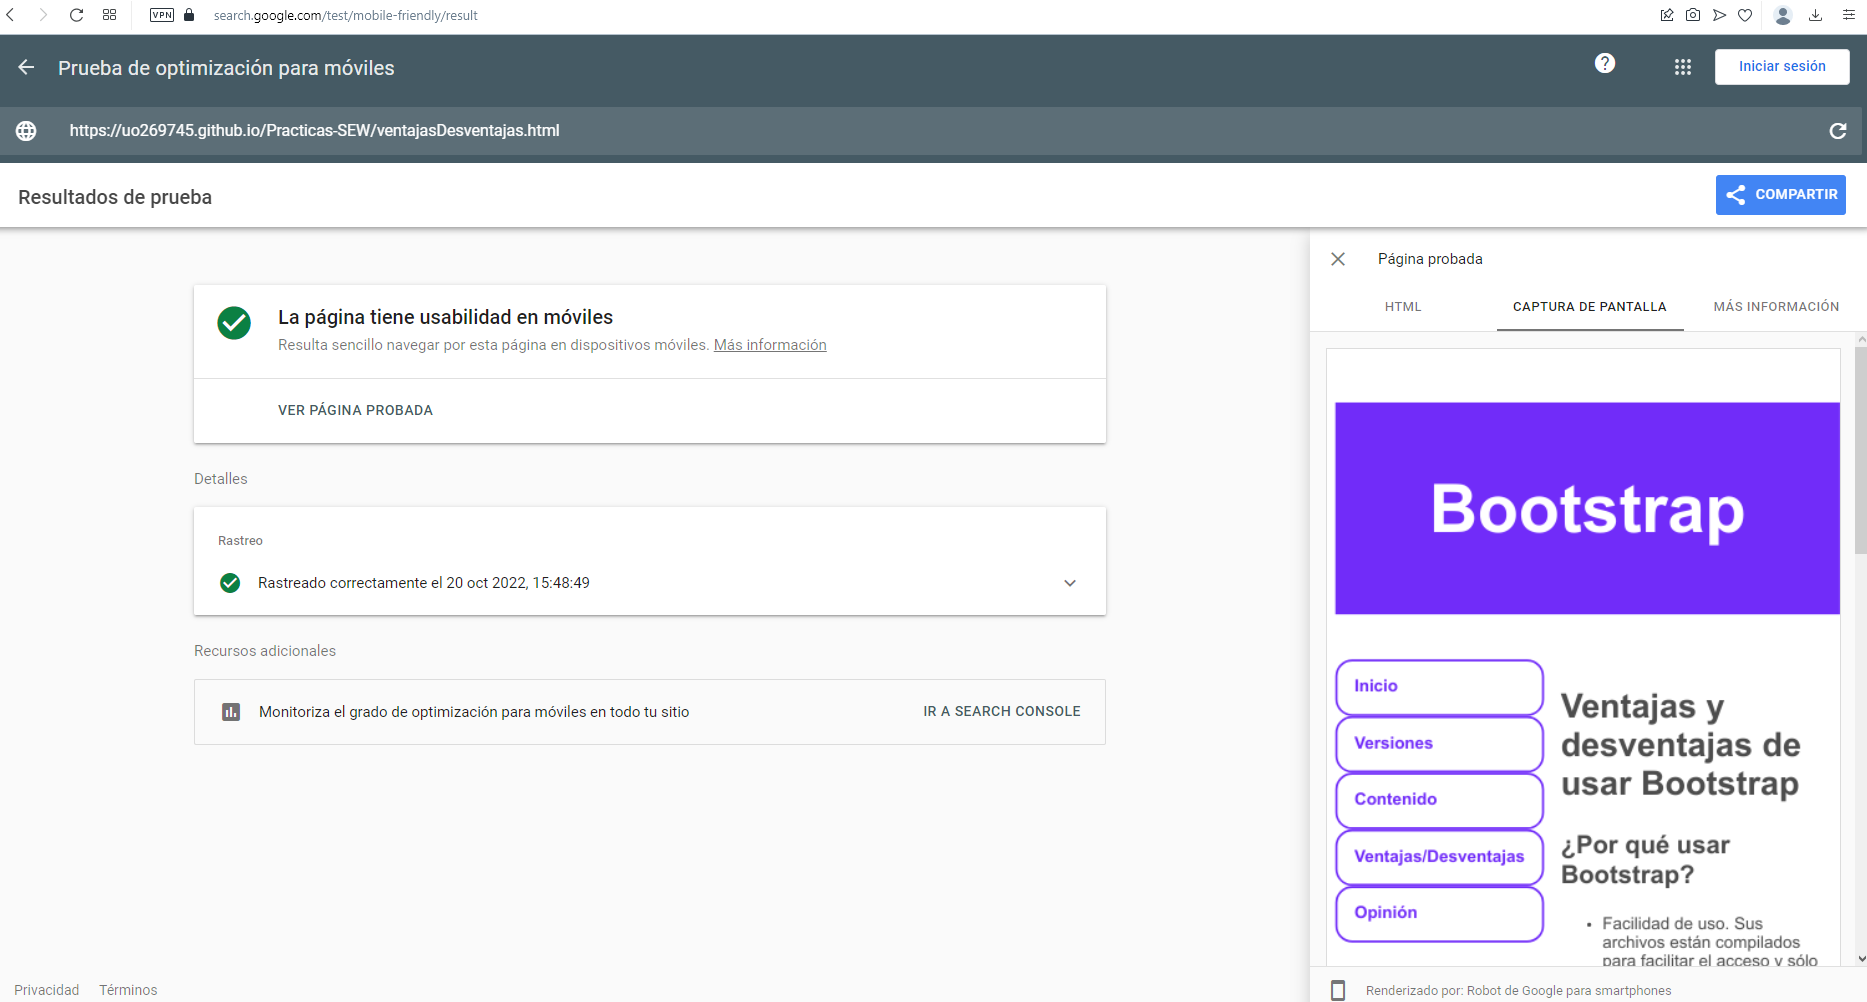 VPN search.google.com/test/mobile-friendly/result
Prueba de optimización para móviles
? Iniciar sesión
https://uo269745.github.io/Practicas-SEW/ventajasDesventajas.html
Resultados de prueba
COMPARTIR
La página tiene usabilidad en móviles
Resulta sencillo navegar por esta página en dispositivos móviles. Más información
VER PÁGINA PROBADA
Detalles
Rastreo
Rastreado correctamente el 20 oct 2022, 15:48:49
Recursos adicionales
Monitoriza el grado de optimización para móviles en todo tu sitio
IR A SEARCH CONSOLE
Privacidad Términos
Página probada
HTML CAPTURA DE PANTALLA MÁS INFORMACIÓN
Bootstrap
Inicio
Versiones
Contenido
Ventajas/Desventajas
Opinión
Ventajas y
desventajas de
usar Bootstrap
¿Por qué usar
Bootstrap?
• Facilidad de uso. Sus
archivos están compilados
para facilitar el acceso y sólo
Renderizado por: Robot de Google para smartphones